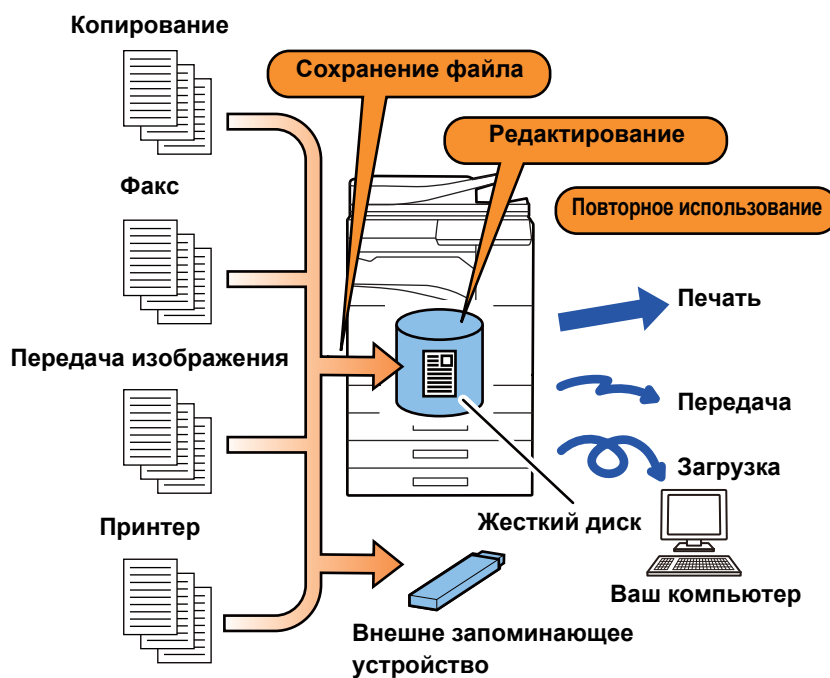 Копирование
Сохранение файла
Редактирование
Факс
Повторное использование
Печать
Передача изображения
Передача
Загрузка
Принтер
Жесткий диск
Ваш компьютер
Внешне запоминающее
устройство